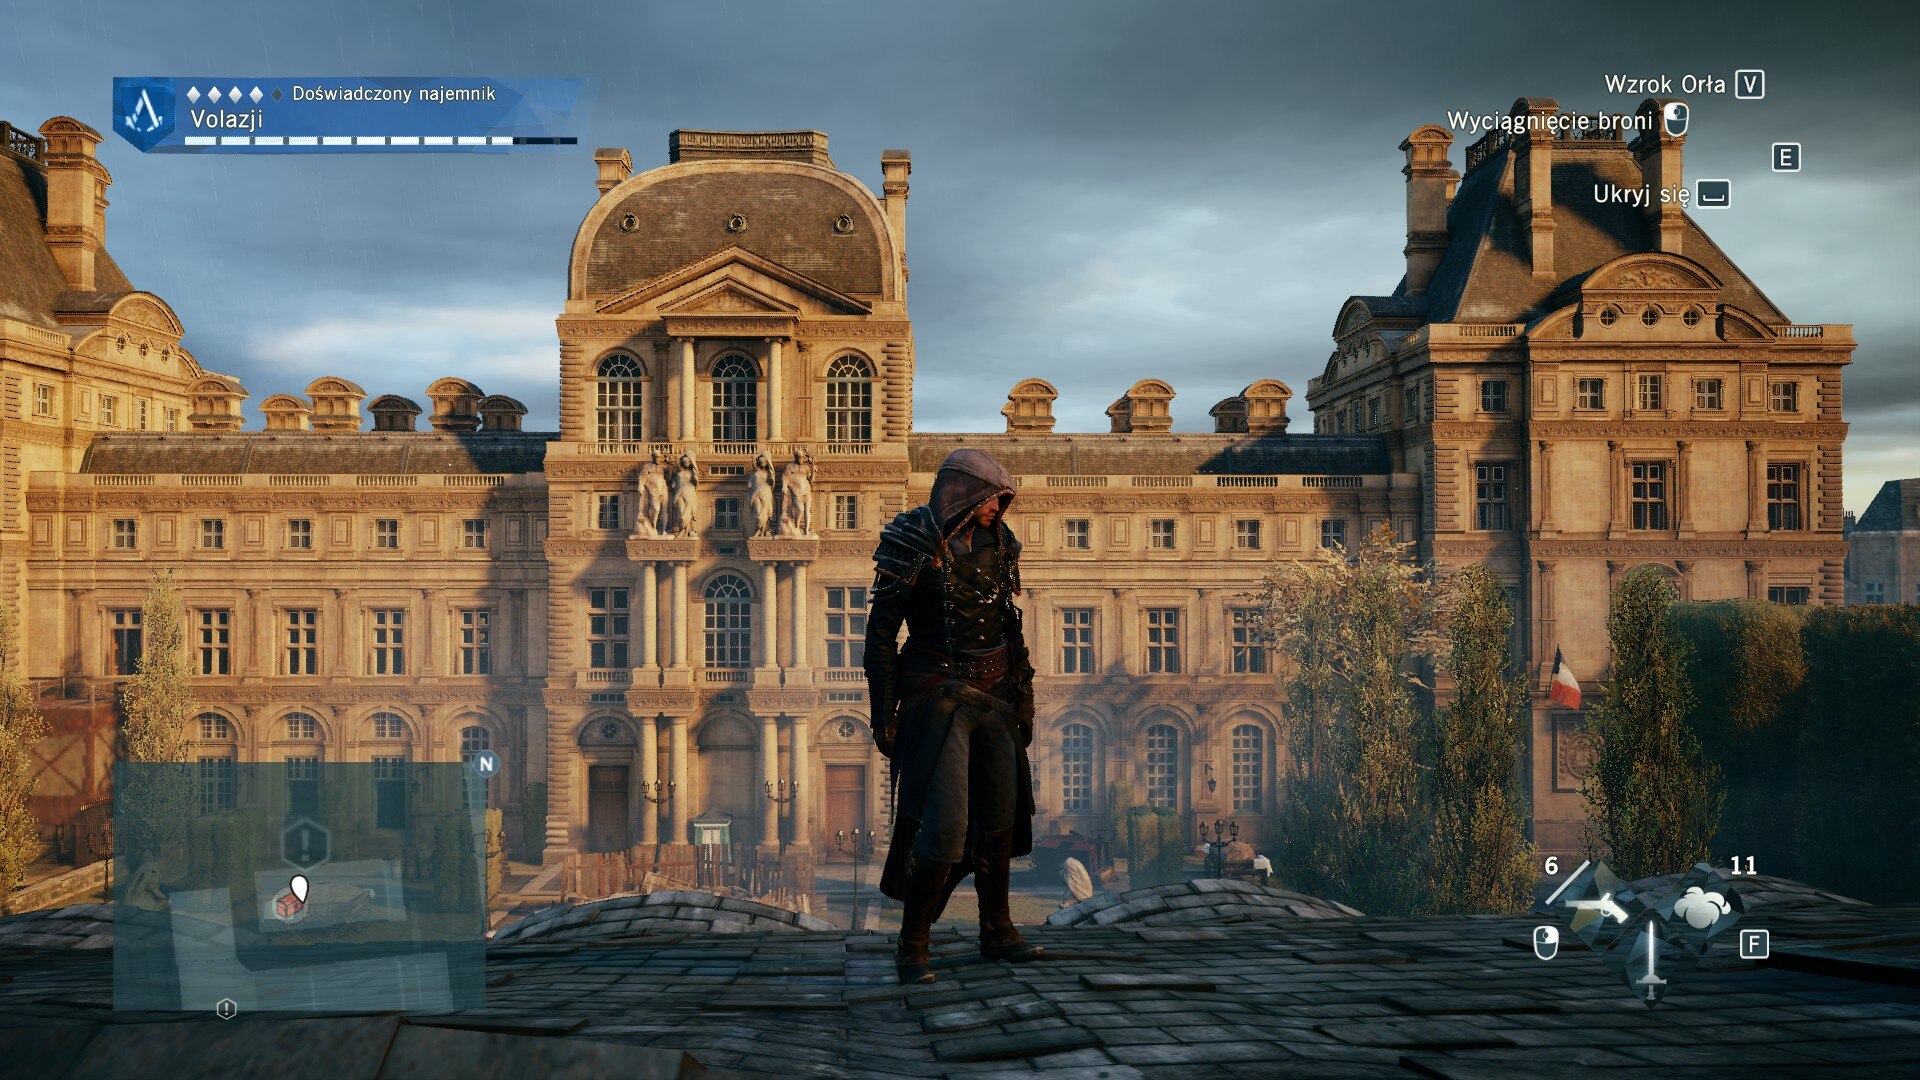 Doświadczony najemnik
Volazji
Wzrok Orła V
Wyciągnięcie broni
E
Ukryj się
N
6
11
F